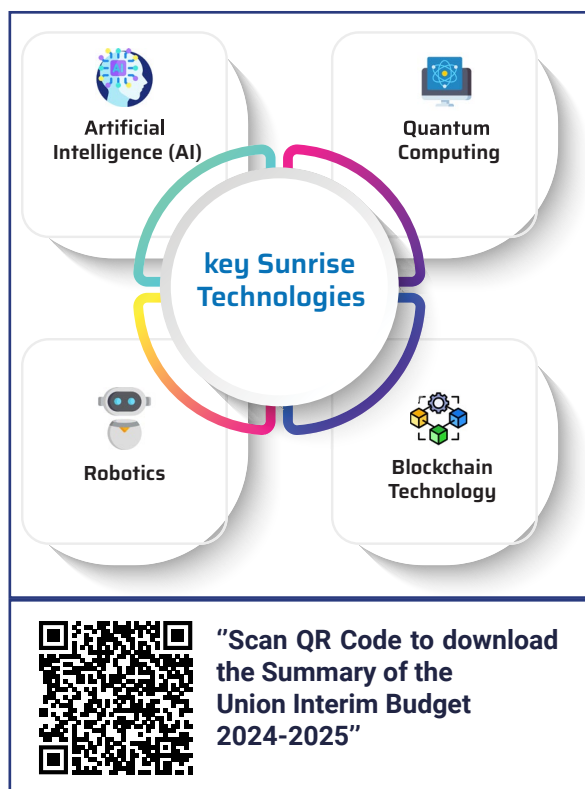 AI
Artificial
Intelligence (AI)
Quantum
Computing
key Sunrise
Technologies
Robotics
Blockchain
Technology
‘’Scan QR Code to download
the Summary of the
Union Interim Budget
2024-2025’’